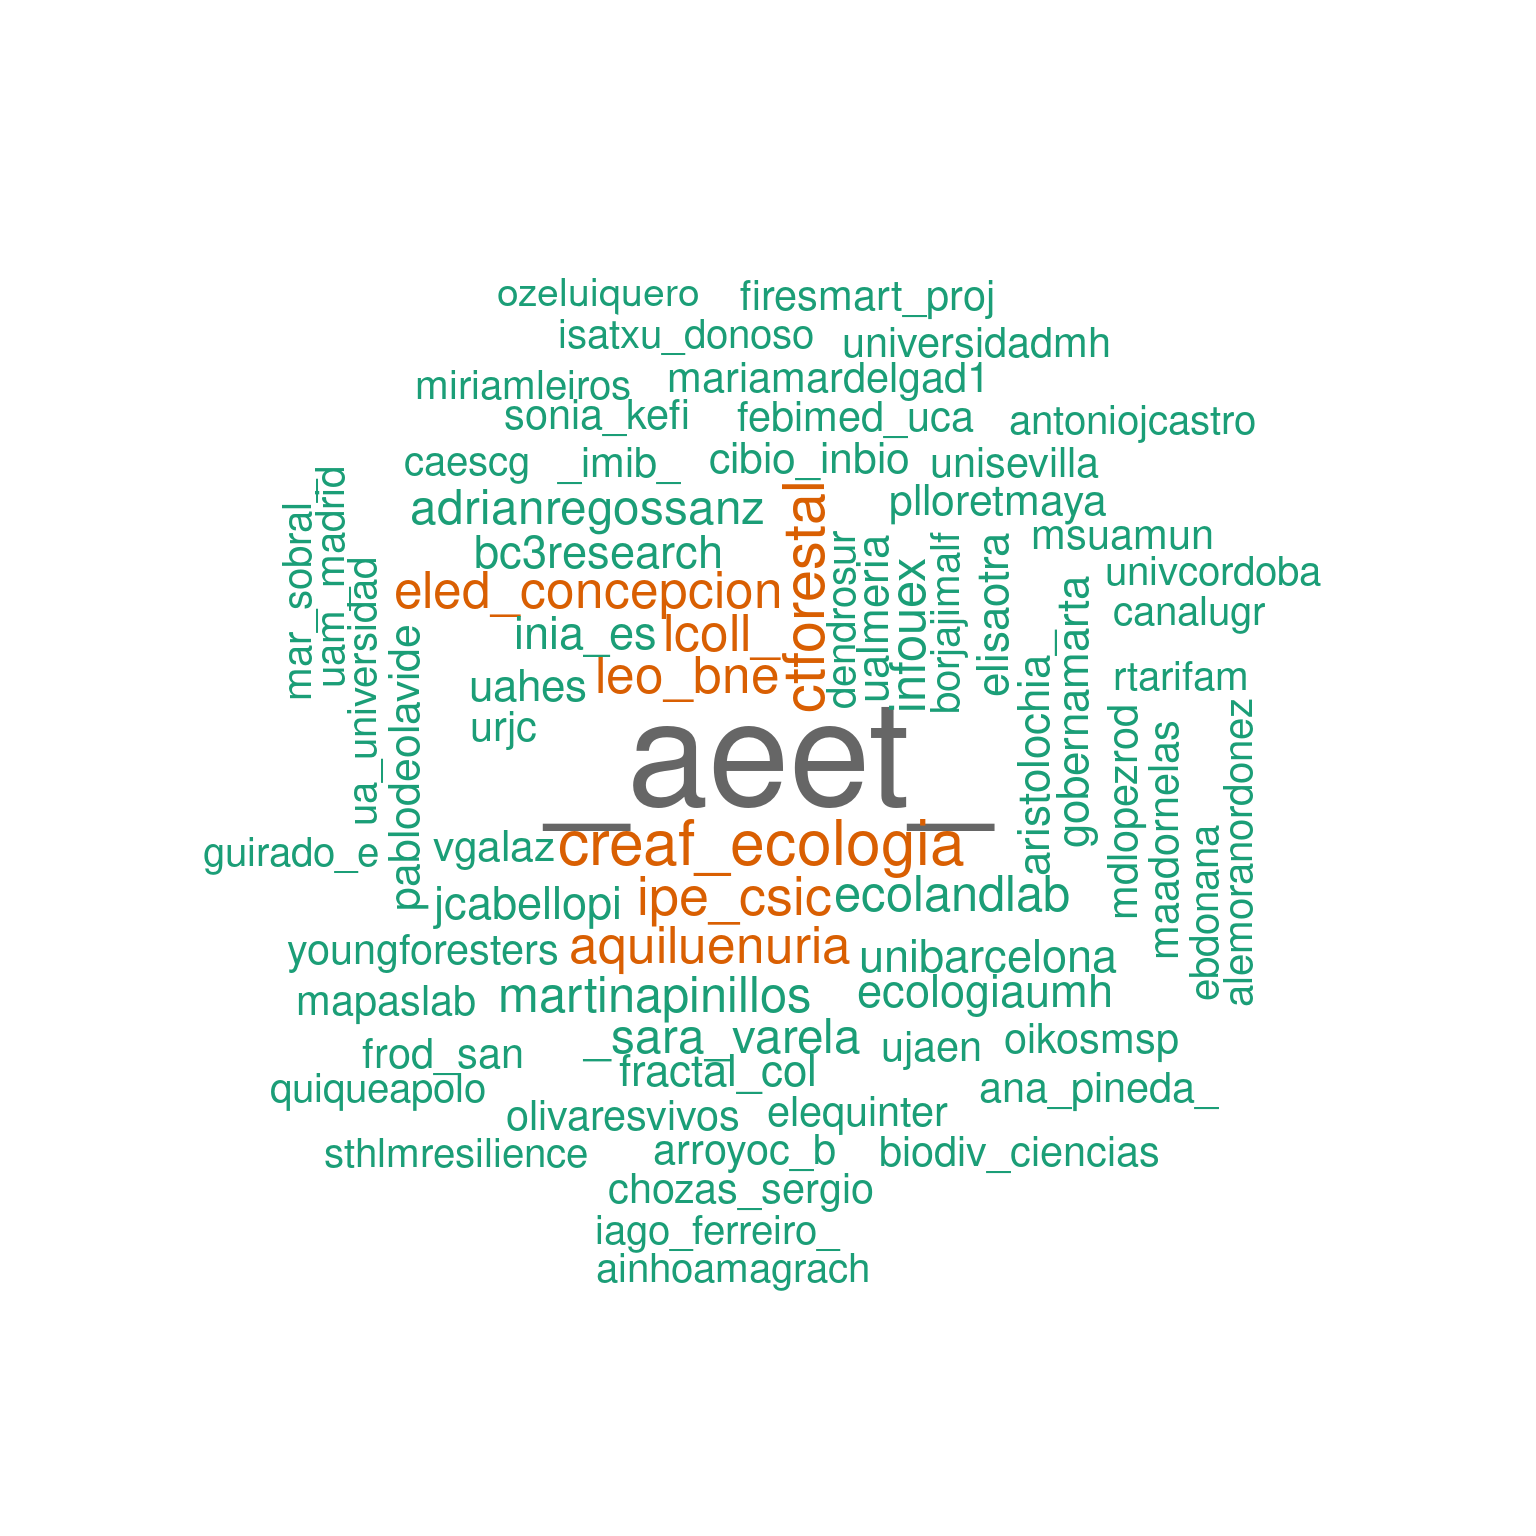 ozeluiquero
firesmart_proj
isatxu_donoso
universidadmh
miriamleiros
mariamardelgad1
sonia_kefi
febimed_uca
antoniojcastro
caescg
_imib_
cibio_inbio
unisevilla
mar_sobral_
uam_madrid
adrianregossanz
ctforestal
plloretmaya
bc3research
dendrosur
ualmeria
infouex
borjajimalf
elisaotra
msuamun
ua_universidad
eled_concepcion
univcordoba
pablodeolavide
inia_es
lcoll_
gobernamarta
canalugr
uahes
leo_bne
aristolochia_
rtarifam
urjc
_aeet_
mdlopezrod
maadornelas
alemoranordonez
guirado_e
vgalaz
creaf_ecologia
ebdonana
jcabellopi
ipe_csic
ecolandlab
youngforesters
aquiluenuria
unibarcelona
mapaslab
martinapinillos
ecologiaumh
frod_san
_sara_varela
ujaen
oikosmsp
fractal_col
quiqueapolo
ana_pineda_
olivaresvivos
elequinter
sthlmresilience
arroyoc_b
biodiv_ciencias
chozas_sergio
iago_ferreiro_
ainhoamagrach